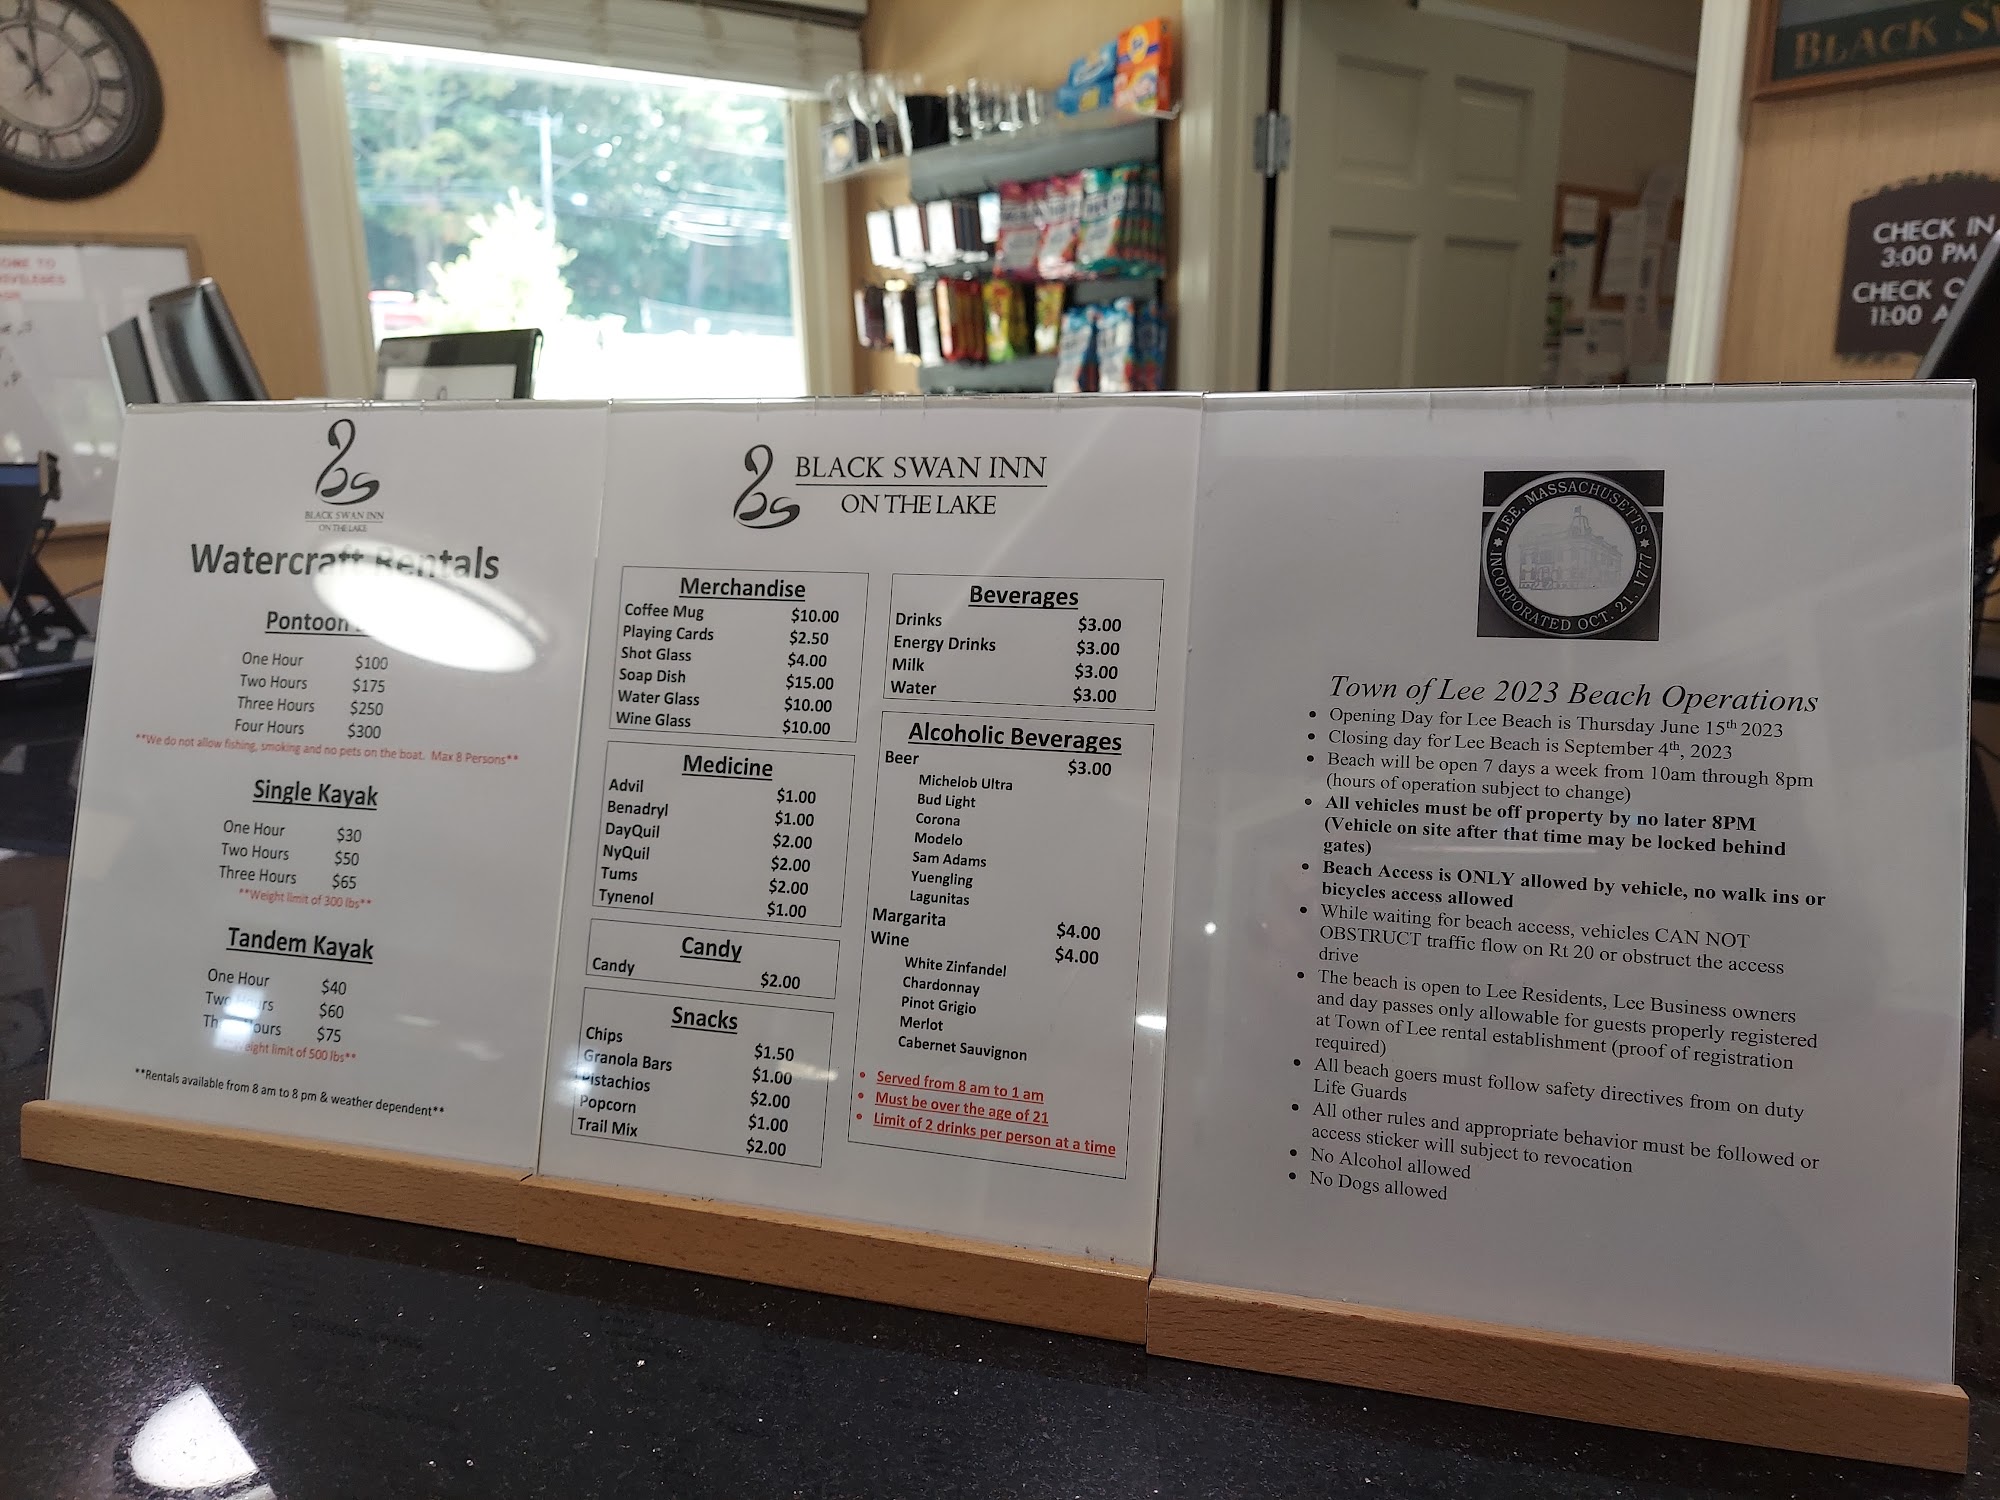 BLACK
CHECK IN
3:00 PM
CHECK
11:00
BLACK SWAN INN
ON THE LAKE
Watercraft Rentals
Pontoon
One Hour $100
Two Hours $175
Three Hours $250
Four Hours $300
**We do not allow fishing, smoking and no pets on the boat. Max 8 Persons**
Single Kayak
One Hour $30
Two Hours $50
Three Hours $65
**Weight limit of 300 lbs**
Tandem Kayak
One Hour $40
Two Hours $60
Three Hours $75
**Weight limit of 500 lbs**
**Rentals available from 8 am to 8 pm & weather dependent**
BLACK SWAN INN
ON THE LAKE
Merchandise
Coffee Mug $10.00
Playing Cards $2.50
Shot Glass $4.00
Soap Dish $15.00
Water Glass $10.00
Wine Glass $10.00
Medicine
Advil $1.00
Benadryl $1.00
DayQuil $2.00
NyQuil $2.00
Tums $2.00
Tynenol $1.00
Candy
Candy $2.00
Snacks
Chips $1.50
Granola Bars $1.00
Pistachios $2.00
Popcorn $1.00
Trail Mix $2.00
Beverages
Drinks $3.00
Energy Drinks $3.00
Milk $3.00
Water $3.00
Alcoholic Beverages
Beer $3.00
Michelob Ultra
Bud Light
Corona
Modelo
Sam Adams
Yuengling
Lagunitas
Margarita $4.00
Wine $4.00
White Zinfandel
Chardonnay
Pinot Grigio
Merlot
Cabernet Sauvignon
• Served from 8 am to 1 am
• Must be over the age of 21
• Limit of 2 drinks per person at a time
LEE, MASSACHUSETTS
INCORPORATED OCT. 21, 1777
Town of Lee 2023 Beach Operations
• Opening Day for Lee Beach is Thursday June 15th 2023
• Closing day for Lee Beach is September 4th, 2023
• Beach will be open 7 days a week from 10am through 8pm
(hours of operation subject to change)
• All vehicles must be off property by no later 8PM
(Vehicle on site after that time may be locked behind
gates)
• Beach Access is ONLY allowed by vehicle, no walk ins or
bicycles access allowed
• While waiting for beach access, vehicles CAN NOT
OBSTRUCT traffic flow on Rt 20 or obstruct the access
drive
• The beach is open to Lee Residents, Lee Business owners
and day passes only allowable for guests properly registered
at Town of Lee rental establishment (proof of registration
required)
• All beach goers must follow safety directives from on duty
Life Guards
• All other rules and appropriate behavior must be followed or
access sticker will subject to revocation
• No Alcohol allowed
• No Dogs allowed